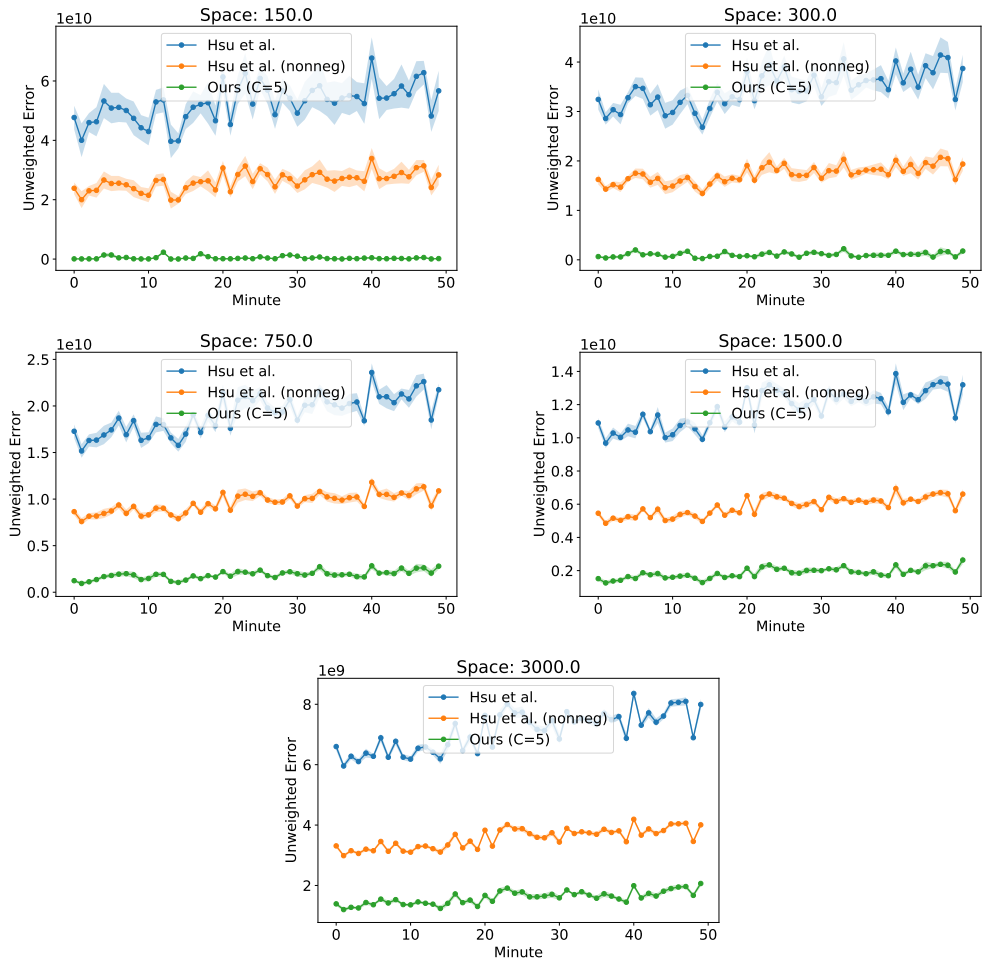 Space: 150.0
1e10
Hsu et al.
Hsu et al. (nonneg)
Ours (C=5)
6
4
2
0
Unweighted Error
0 10 20 30 40 50
Minute
Space: 300.0
1e10
Hsu et al.
Hsu et al. (nonneg)
Ours (C=5)
4
3
2
1
0
Unweighted Error
0 10 20 30 40 50
Minute
Space: 750.0
1e10
Hsu et al.
Hsu et al. (nonneg)
Ours (C=5)
2.5
2.0
1.5
1.0
0.5
0.0
Unweighted Error
0 10 20 30 40 50
Minute
Space: 1500.0
1e10
Hsu et al.
Hsu et al. (nonneg)
Ours (C=5)
1.4
1.2
1.0
0.8
0.6
0.4
0.2
Unweighted Error
0 10 20 30 40 50
Minute
Space: 3000.0
1e9
Hsu et al.
Hsu et al. (nonneg)
Ours (C=5)
8
6
4
2
Unweighted Error
0 10 20 30 40 50
Minute